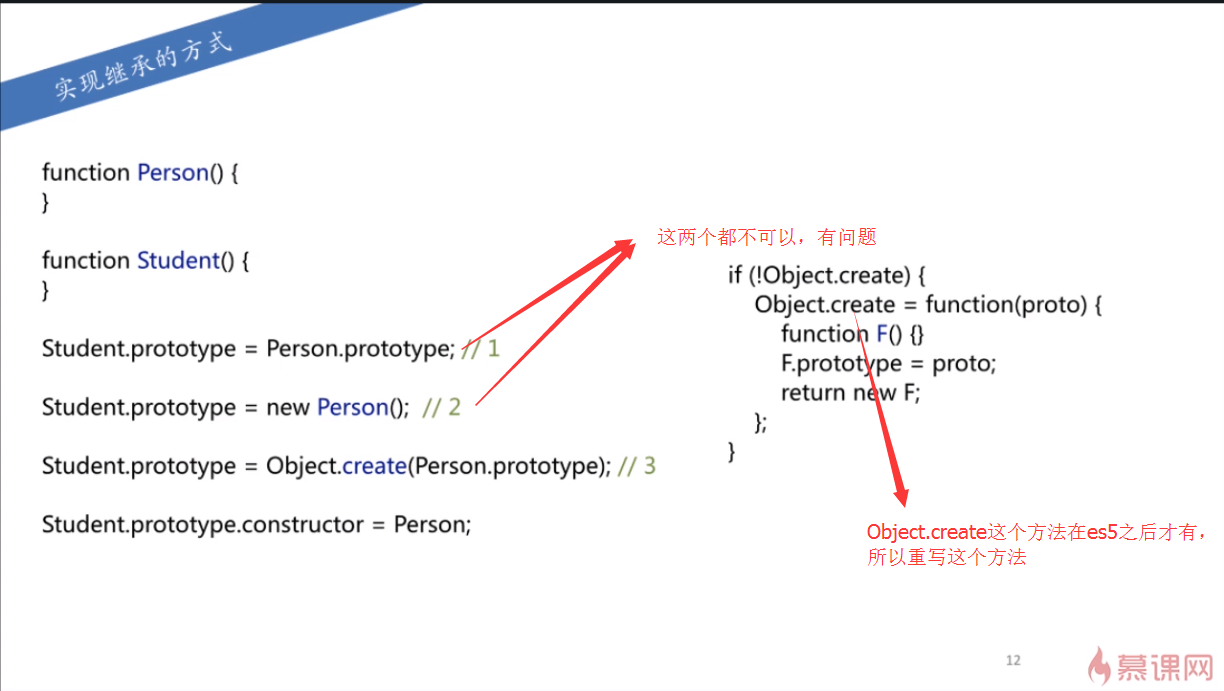 实现继承的方式
function Person() {
}
function Student() {
}
Student.prototype = Person.prototype; // 1
Student.prototype = new Person(); // 2
Student.prototype = Object.create(Person.prototype); // 3
Student.prototype.constructor = Person;
这两个都不可以，有问题
if (!Object.create) {
Object.create = function(proto) {
function F() {}
F.prototype = proto;
return new F;
};
}
Object.create这个方法在es5之后才有，
所以重写这个方法
12
慕课网